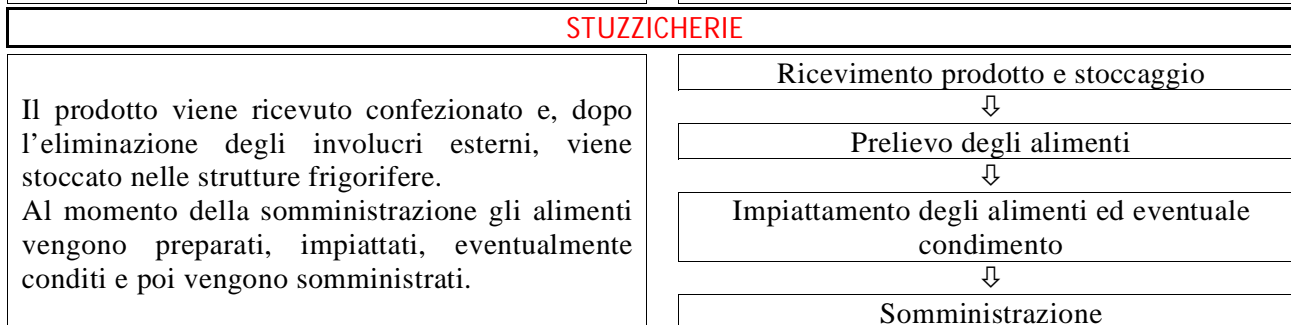 STUZZICHERIE
Il prodotto viene ricevuto confezionato e, dopo
l’eliminazione degli involucri esterni, viene
stoccato nelle strutture frigorifere.
Al momento della somministrazione gli alimenti
vengono preparati, impiattati, eventualmente
conditi e poi vengono somministrati.
Ricevimento prodotto e stoccaggio
⇩
Prelievo degli alimenti
⇩
Impiattamento degli alimenti ed eventuale
condimento
⇩
Somministrazione